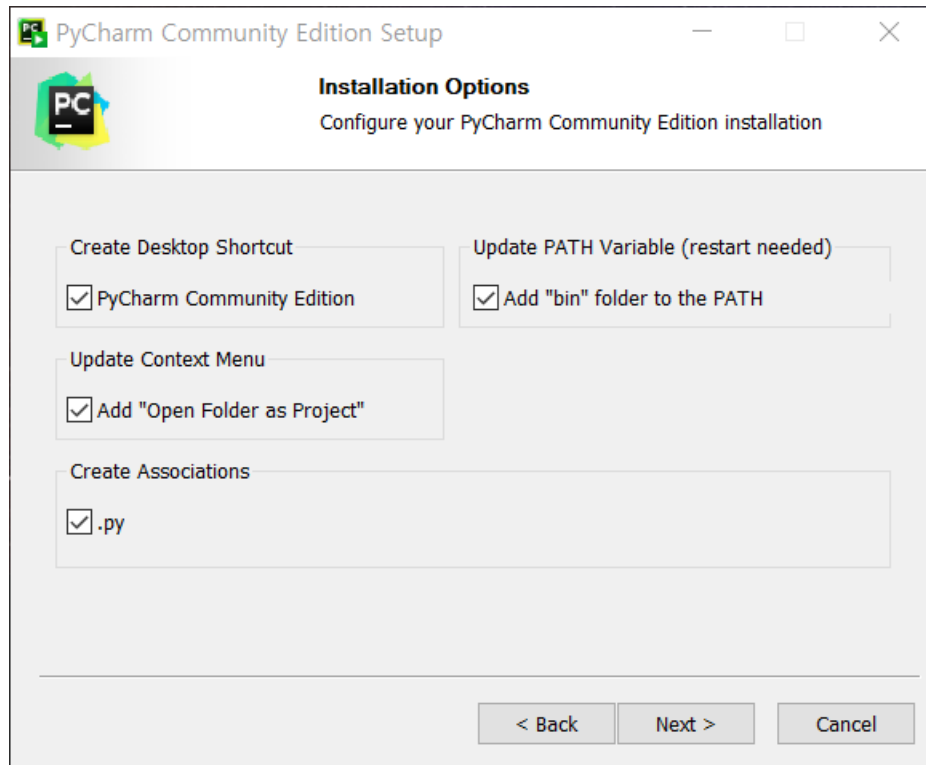 PyCharm Community Edition Setup
PC
Installation Options
Configure your PyCharm Community Edition installation
Create Desktop Shortcut
PyCharm Community Edition
Update PATH Variable (restart needed)
Add "bin" folder to the PATH
Update Context Menu
Add "Open Folder as Project"
Create Associations
.py
< Back
Next >
Cancel